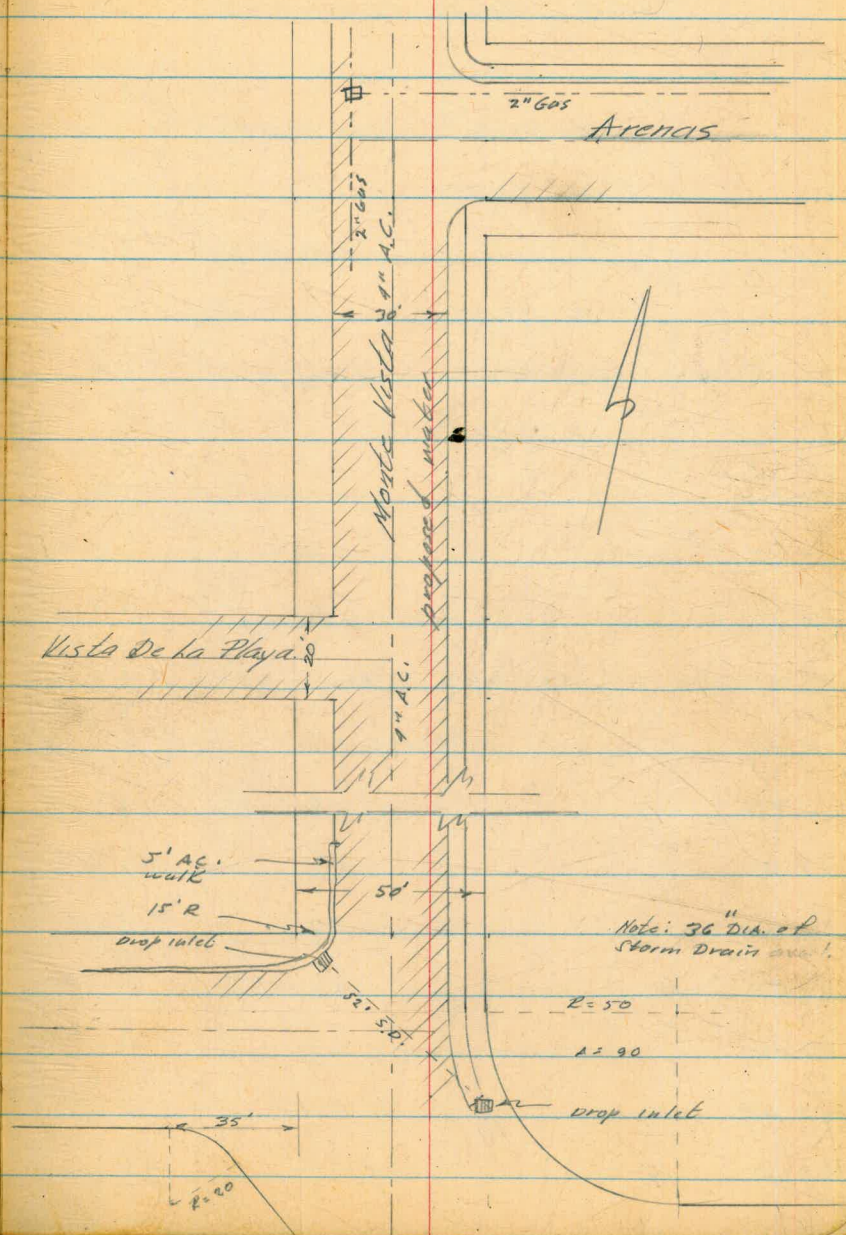 2" Gas
Arenas
2" Gas
4" A.C.
30'
Monte Vista
proposed water
Vista De La Playa
20'
4" A.C.
5' A.C.
walk
15' R
Drop inlet
50'
Note: 36" DIA. of
Storm Drain
52' S.D.
R=50
Δ=90
Drop inlet
35'
R=20